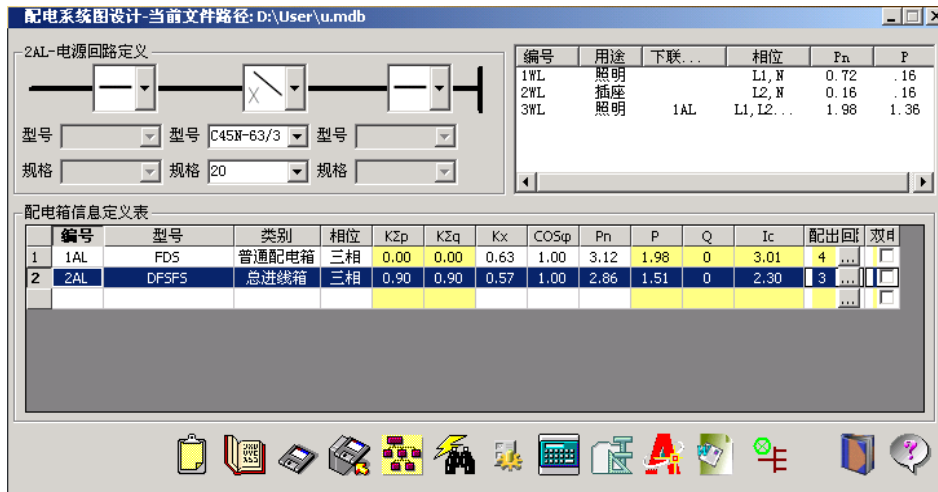 配电系统图设计-当前文件路径: D:\User\u.mdb
2AL-电源回路定义
型号 型号 C45N-63/3 型号
规格 规格 20 规格
编号 用途 下联... 相位 Pn P
1WL 照明 L1, N 0.72 .16
2WL 插座 L2, N 0.16 .16
3WL 照明 1AL L1, L2... 1.98 1.36
配电箱信息定义表
编号 型号 类别 相位 KΣp KΣq Kx COSφ Pn P Q Ic 配出回
1 1AL FDS 普通配电箱 三相 0.00 0.00 0.63 1.00 3.12 1.98 0 3.01 4 ...
2 2AL DFSFS 总进线箱 三相 0.90 0.90 0.57 1.00 2.86 1.51 0 2.30 3 ...
...